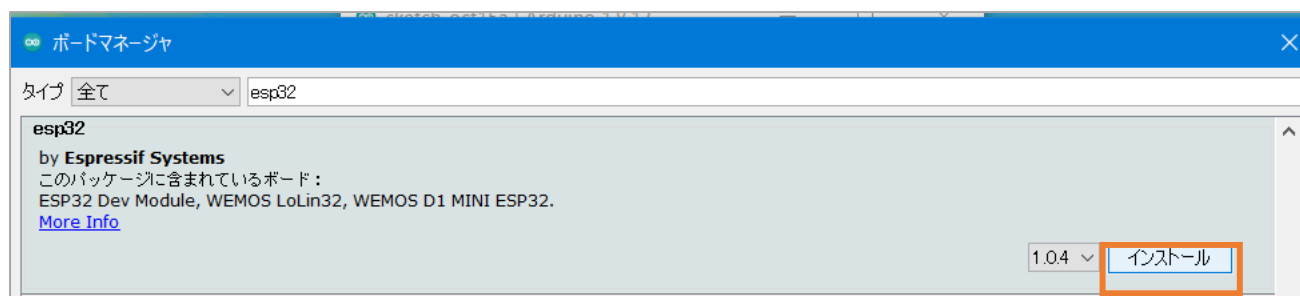 ボードマネージャ
タイプ 全て esp32
esp32
by Espressif Systems
このパッケージに含まれているボード：
ESP32 Dev Module, WEMOS LoLin32, WEMOS D1 MINI ESP32.
More Info
1.0.4 インストール